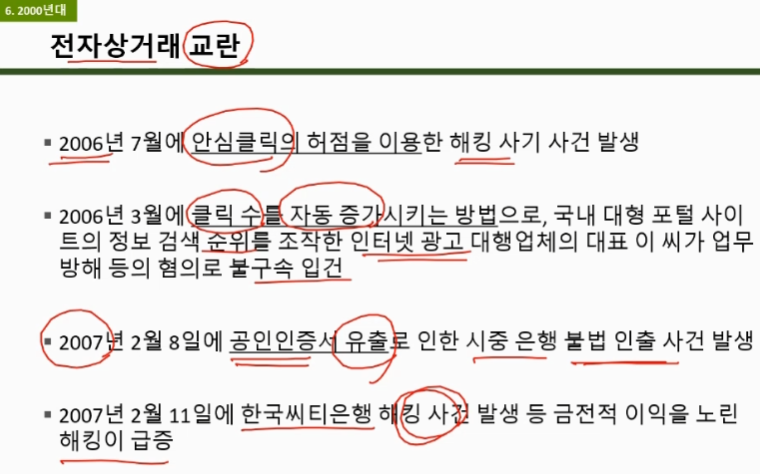 6. 2000년대
전자상거래 교란
▪ 2006년 7월에 안심클릭의 허점을 이용한 해킹 사기 사건 발생
▪ 2006년 3월에 클릭 수를 자동 증가시키는 방법으로, 국내 대형 포털 사이
트의 정보 검색 순위를 조작한 인터넷 광고 대행업체의 대표 이 씨가 업무
방해 등의 혐의로 불구속 입건
▪ 2007년 2월 8일에 공인인증서 유출로 인한 시중 은행 불법 인출 사건 발생
▪ 2007년 2월 11일에 한국씨티은행 해킹 사건 발생 등 금전적 이익을 노린
해킹이 급증